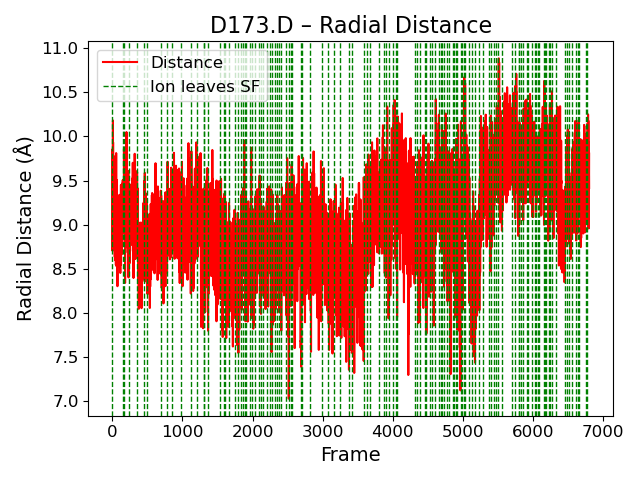 D173.D – Radial Distance
Distance
Ion leaves SF
Radial Distance (Å)
11.0
10.5
10.0
9.5
9.0
8.5
8.0
7.5
7.0
0 1000 2000 3000 4000 5000 6000 7000
Frame